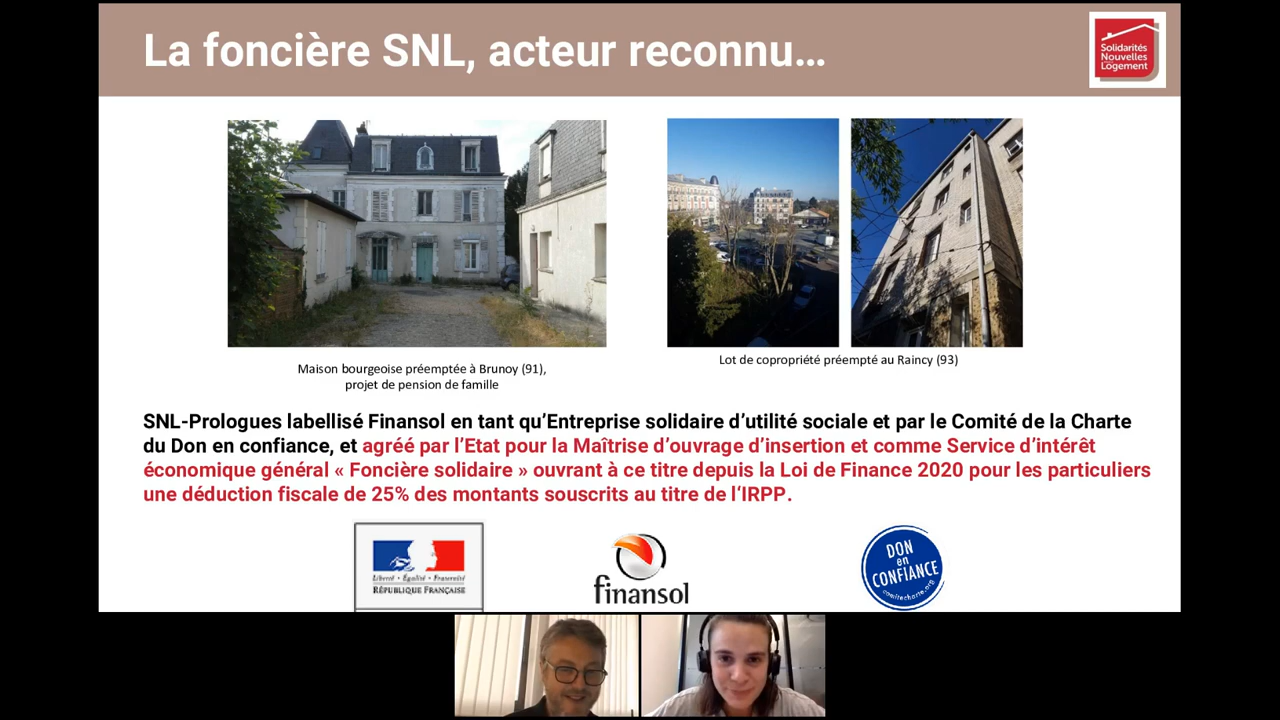 La foncière SNL, acteur reconnu...
Solidarités
Nouvelles
pour le
Logement
Maison bourgeoise préemptée à Brunoy (91),
projet de pension de famille
Lot de copropriété préempté au Raincy (93)
SNL-Prologues labellisé Finansol en tant qu’Entreprise solidaire d’utilité sociale et par le Comité de la Charte
du Don en confiance, et agréé par l’Etat pour la Maîtrise d’ouvrage d’insertion et comme Service d’intérêt
économique général « Foncière solidaire » ouvrant à ce titre depuis la Loi de Finance 2020 pour les particuliers
une déduction fiscale de 25% des montants souscrits au titre de l‘IRPP.
Liberté • Égalité • Fraternité
RÉPUBLIQUE FRANÇAISE
finansol
DON
en
CONFIANCE
comitecharte.org